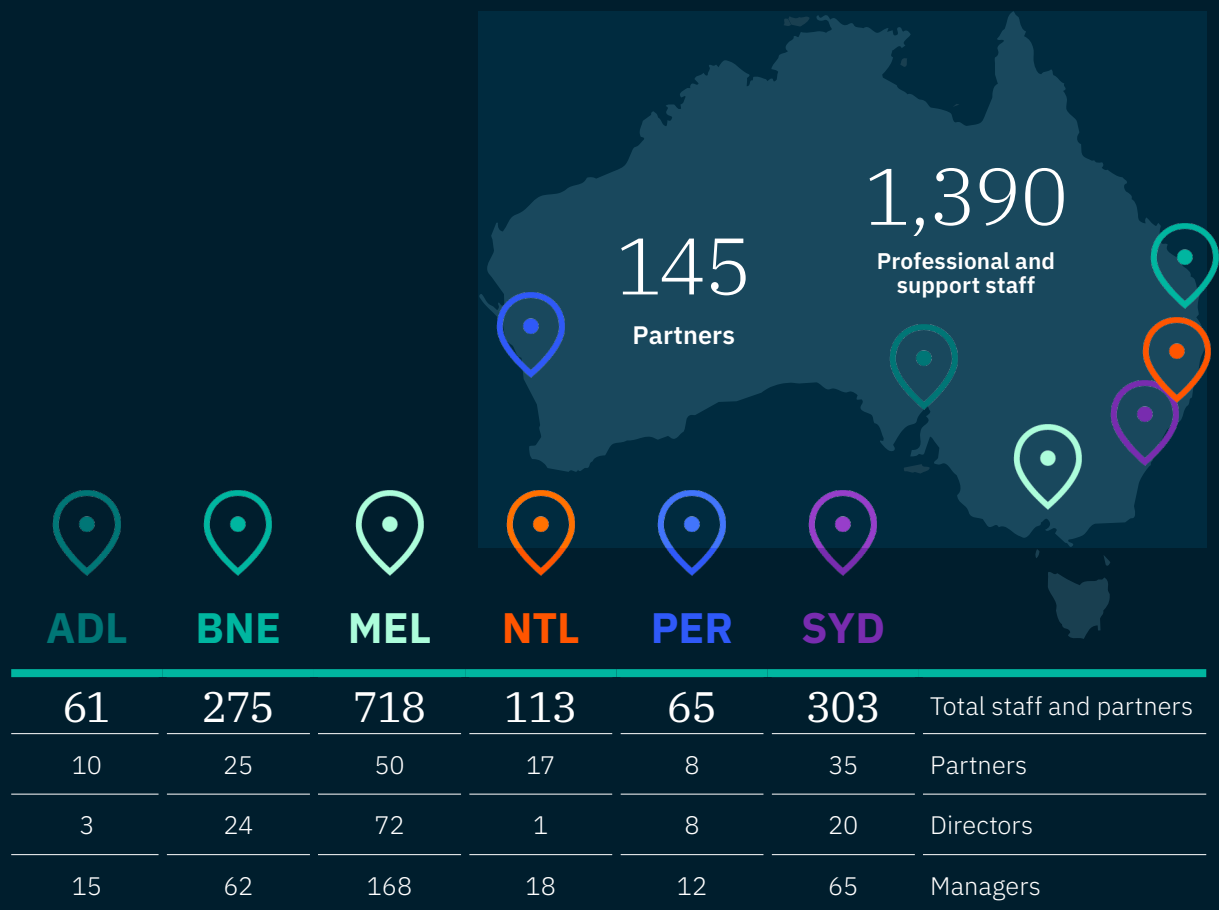 1,390
Professional and
support staff
145
Partners
ADL BNE MEL NTL PER SYD
61 275 718 113 65 303 Total staff and partners
10 25 50 17 8 35 Partners
3 24 72 1 8 20 Directors
15 62 168 18 12 65 Managers